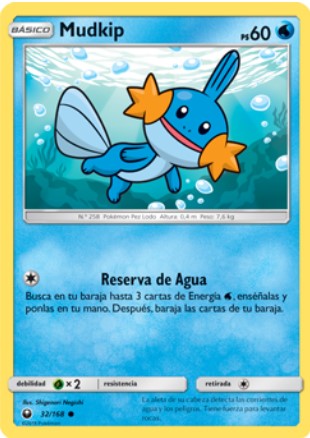 BÁSICO Mudkip PS60
N.º 258 Pokémon Pez Lodo Altura: 0,4 m Peso: 7,6 kg
Reserva de Agua
Busca en tu baraja hasta 3 cartas de Energía , enséñalas y
ponlas en tu mano. Después, baraja las cartas de tu baraja.
debilidad ×2 resistencia retirada
Ilus. Shigenori Negishi
32/168
©2018 Pokémon
La aleta de su cabeza detecta las corrientes de
agua y los peligros. Tiene fuerza para levantar
rocas.